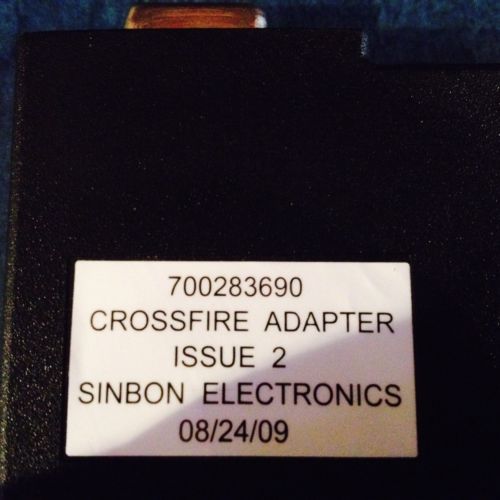 700283690
CROSSFIRE ADAPTER
ISSUE 2
SINBON ELECTRONICS
08/24/09